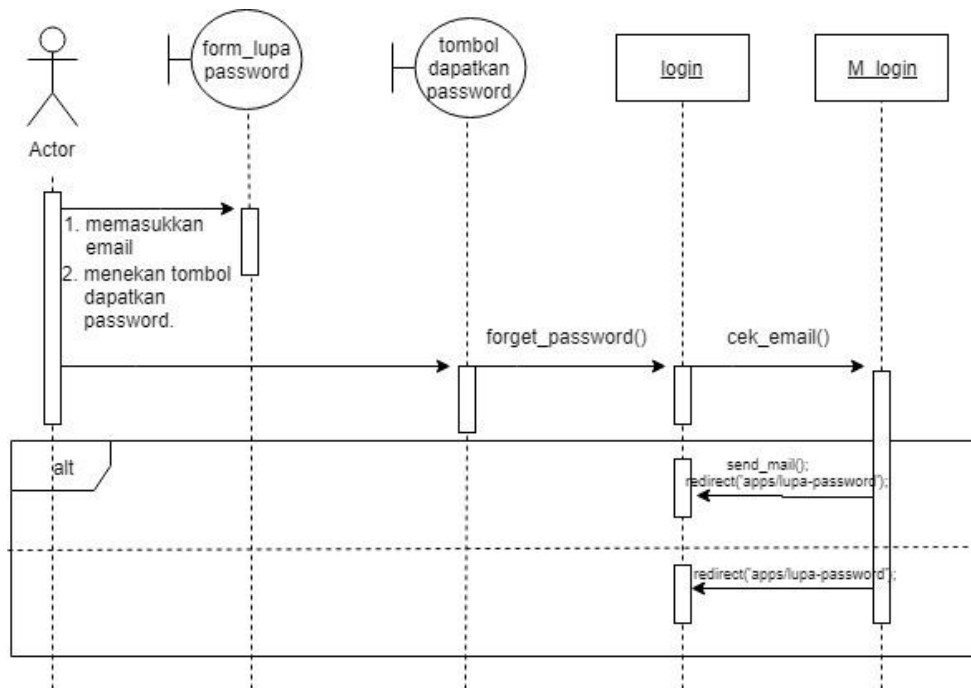 form_lupa
password
tombol
dapatkan
password
login
M_login
Actor
1. memasukkan
email
2. menekan tombol
dapatkan
password.
forget_password()
cek_email()
alt
send_mail();
redirect('apps/lupa-password');
redirect('apps/lupa-password');